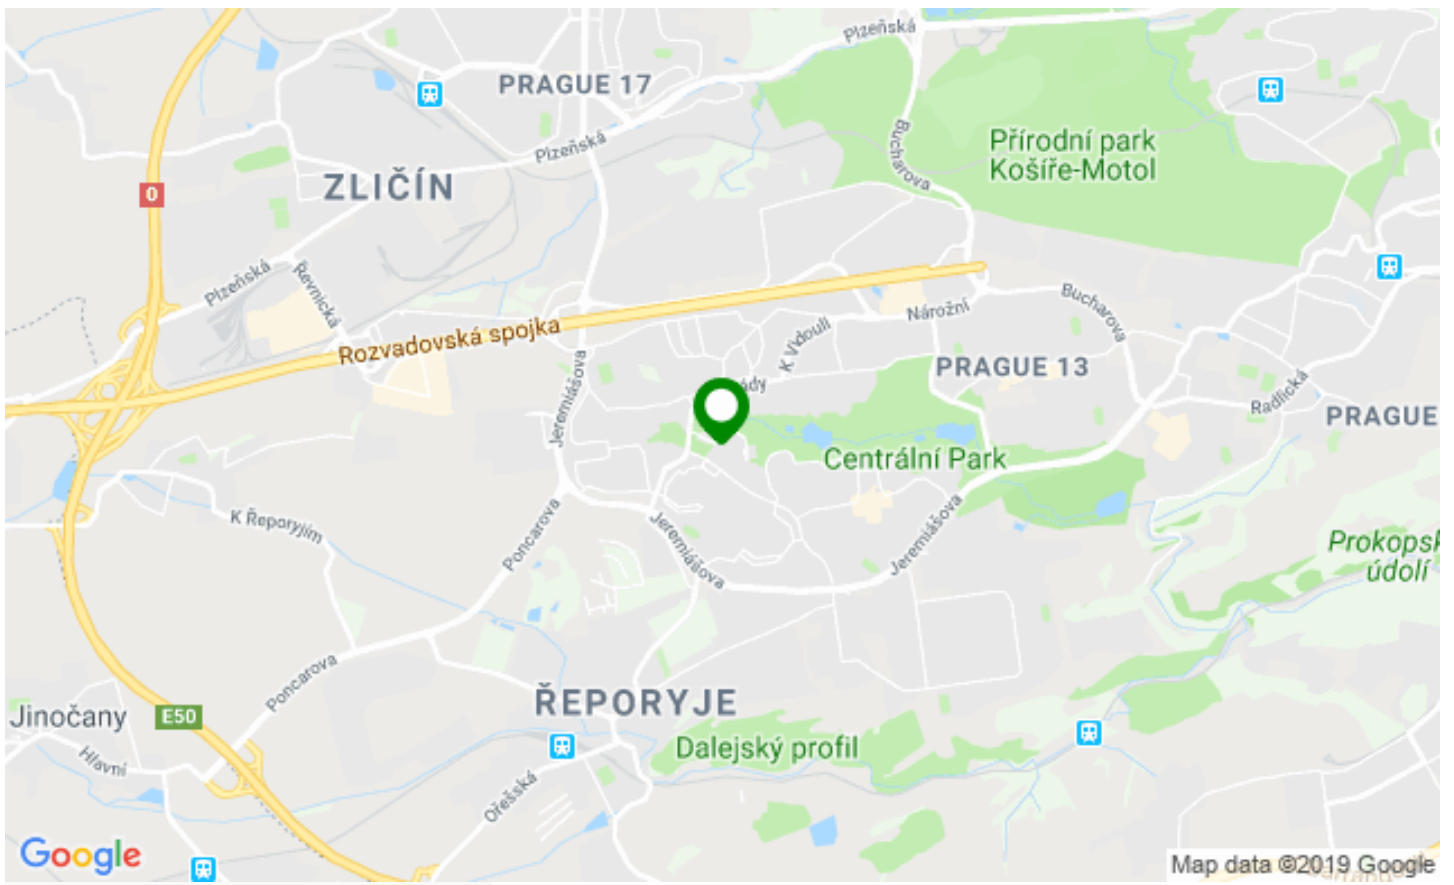 Plzeňská
PRAGUE 17
Bucharova
Přírodní park
Košíře-Motol
Plzeňská
ZLIČÍN
0
Plzeňská
Řevnická
Bucharova
Nárožní
Rozvadovská spojka
K Vidouli
PRAGUE 13
Jeremiášova
ády
Radlická
PRAGUE
Centrální Park
K Řeporyjím
Poncarova
Jeremiášova
Jeremiášova
Prokopsk
údolí
Poncarova
ŘEPORYJE
Jinočany
E50
Dalejský profil
Hlavní
Ořešská
Google
Map data ©2019 Google